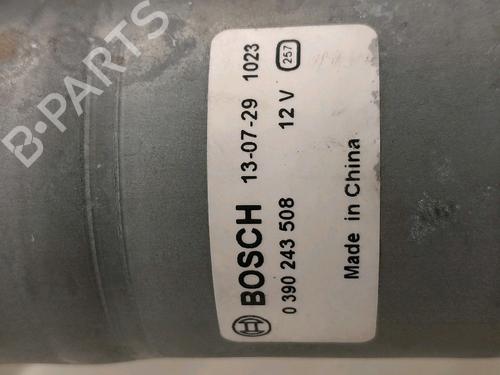 BOSCH 13-07-29 1023
0 390 243 508 12 V 257
Made in China
B-PARTS